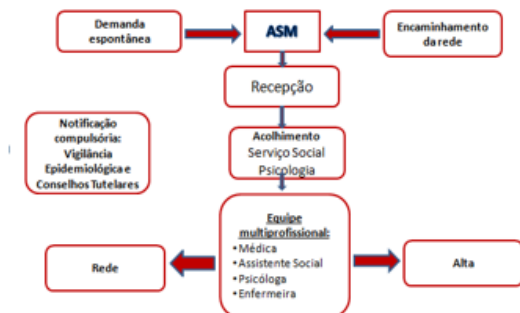 Demanda
espontânea
ASM
Encaminhamento
da rede
Recepção
Notificação
compulsória:
Vigilância
Epidemiológica e
Conselhos Tutelares
Acolhimento
Serviço Social
Psicologia
Equipe
multiprofissional:
•Médica
•Assistente Social
•Psicóloga
•Enfermeira
Rede
Alta